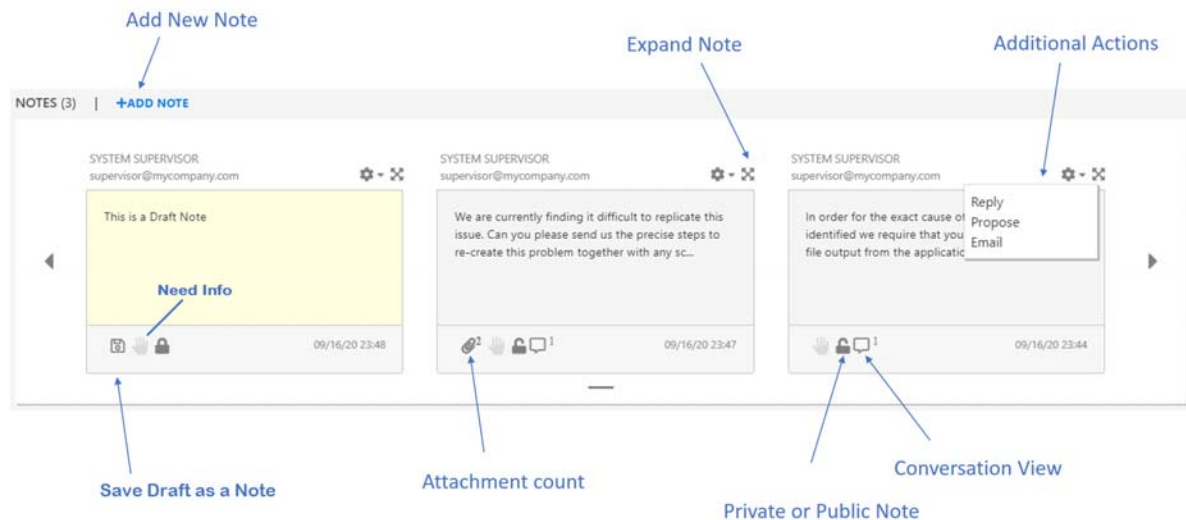 Add New Note
Expand Note
Additional Actions
NOTES (3) | +ADD NOTE
SYSTEM SUPERVISOR
supervisor@mycompany.com
This is a Draft Note
Need Info
09/16/20 23:48
SYSTEM SUPERVISOR
supervisor@mycompany.com
We are currently finding it difficult to replicate this
issue. Can you please send us the precise steps to
re-create this problem together with any sc...
2
1
09/16/20 23:47
SYSTEM SUPERVISOR
supervisor@mycompany.com
Reply
Propose
Email
In order for the exact cause of
identified we require that you
file output from the applicatio
1
09/16/20 23:44
Save Draft as a Note
Attachment count
Conversation View
Private or Public Note